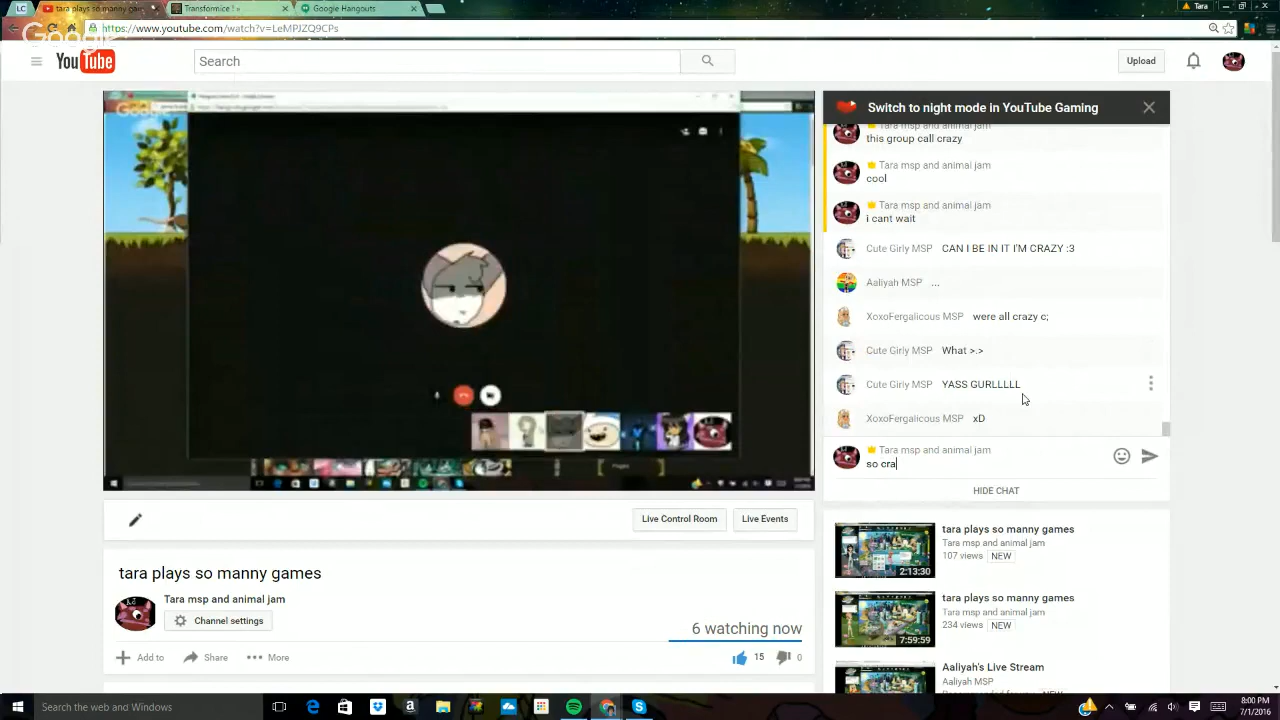 LC
tara plays so manny gam
Transformice ! »
Google Hangouts
Tara
https://www.youtube.com/watch?v=LeMPJZQ9CPs
Google
YouTube
Search
Upload
Switch to night mode in YouTube Gaming
Tara msp and animal jam
this group call crazy
Tara msp and animal jam
cool
Tara msp and animal jam
i cant wait
Cute Girly MSP CAN I BE IN IT I'M CRAZY :3
Aaliyah MSP ...
XoxoFergalicous MSP were all crazy c;
Cute Girly MSP What >.>
Cute Girly MSP YASS GURLLLLL
XoxoFergalicous MSP xD
Tara msp and animal jam
so cra
HIDE CHAT
Live Control Room
Live Events
tara plays so manny games
Tara msp and animal jam
Channel settings
6 watching now
Add to
Share
More
15
0
tara plays so manny games
Tara msp and animal jam
107 views NEW
2:13:30
tara plays so manny games
Tara msp and animal jam
234 views NEW
7:59:59
Aaliyah's Live Stream
Aaliyah MSP
Search the web and Windows
8:00 PM
7/1/2016